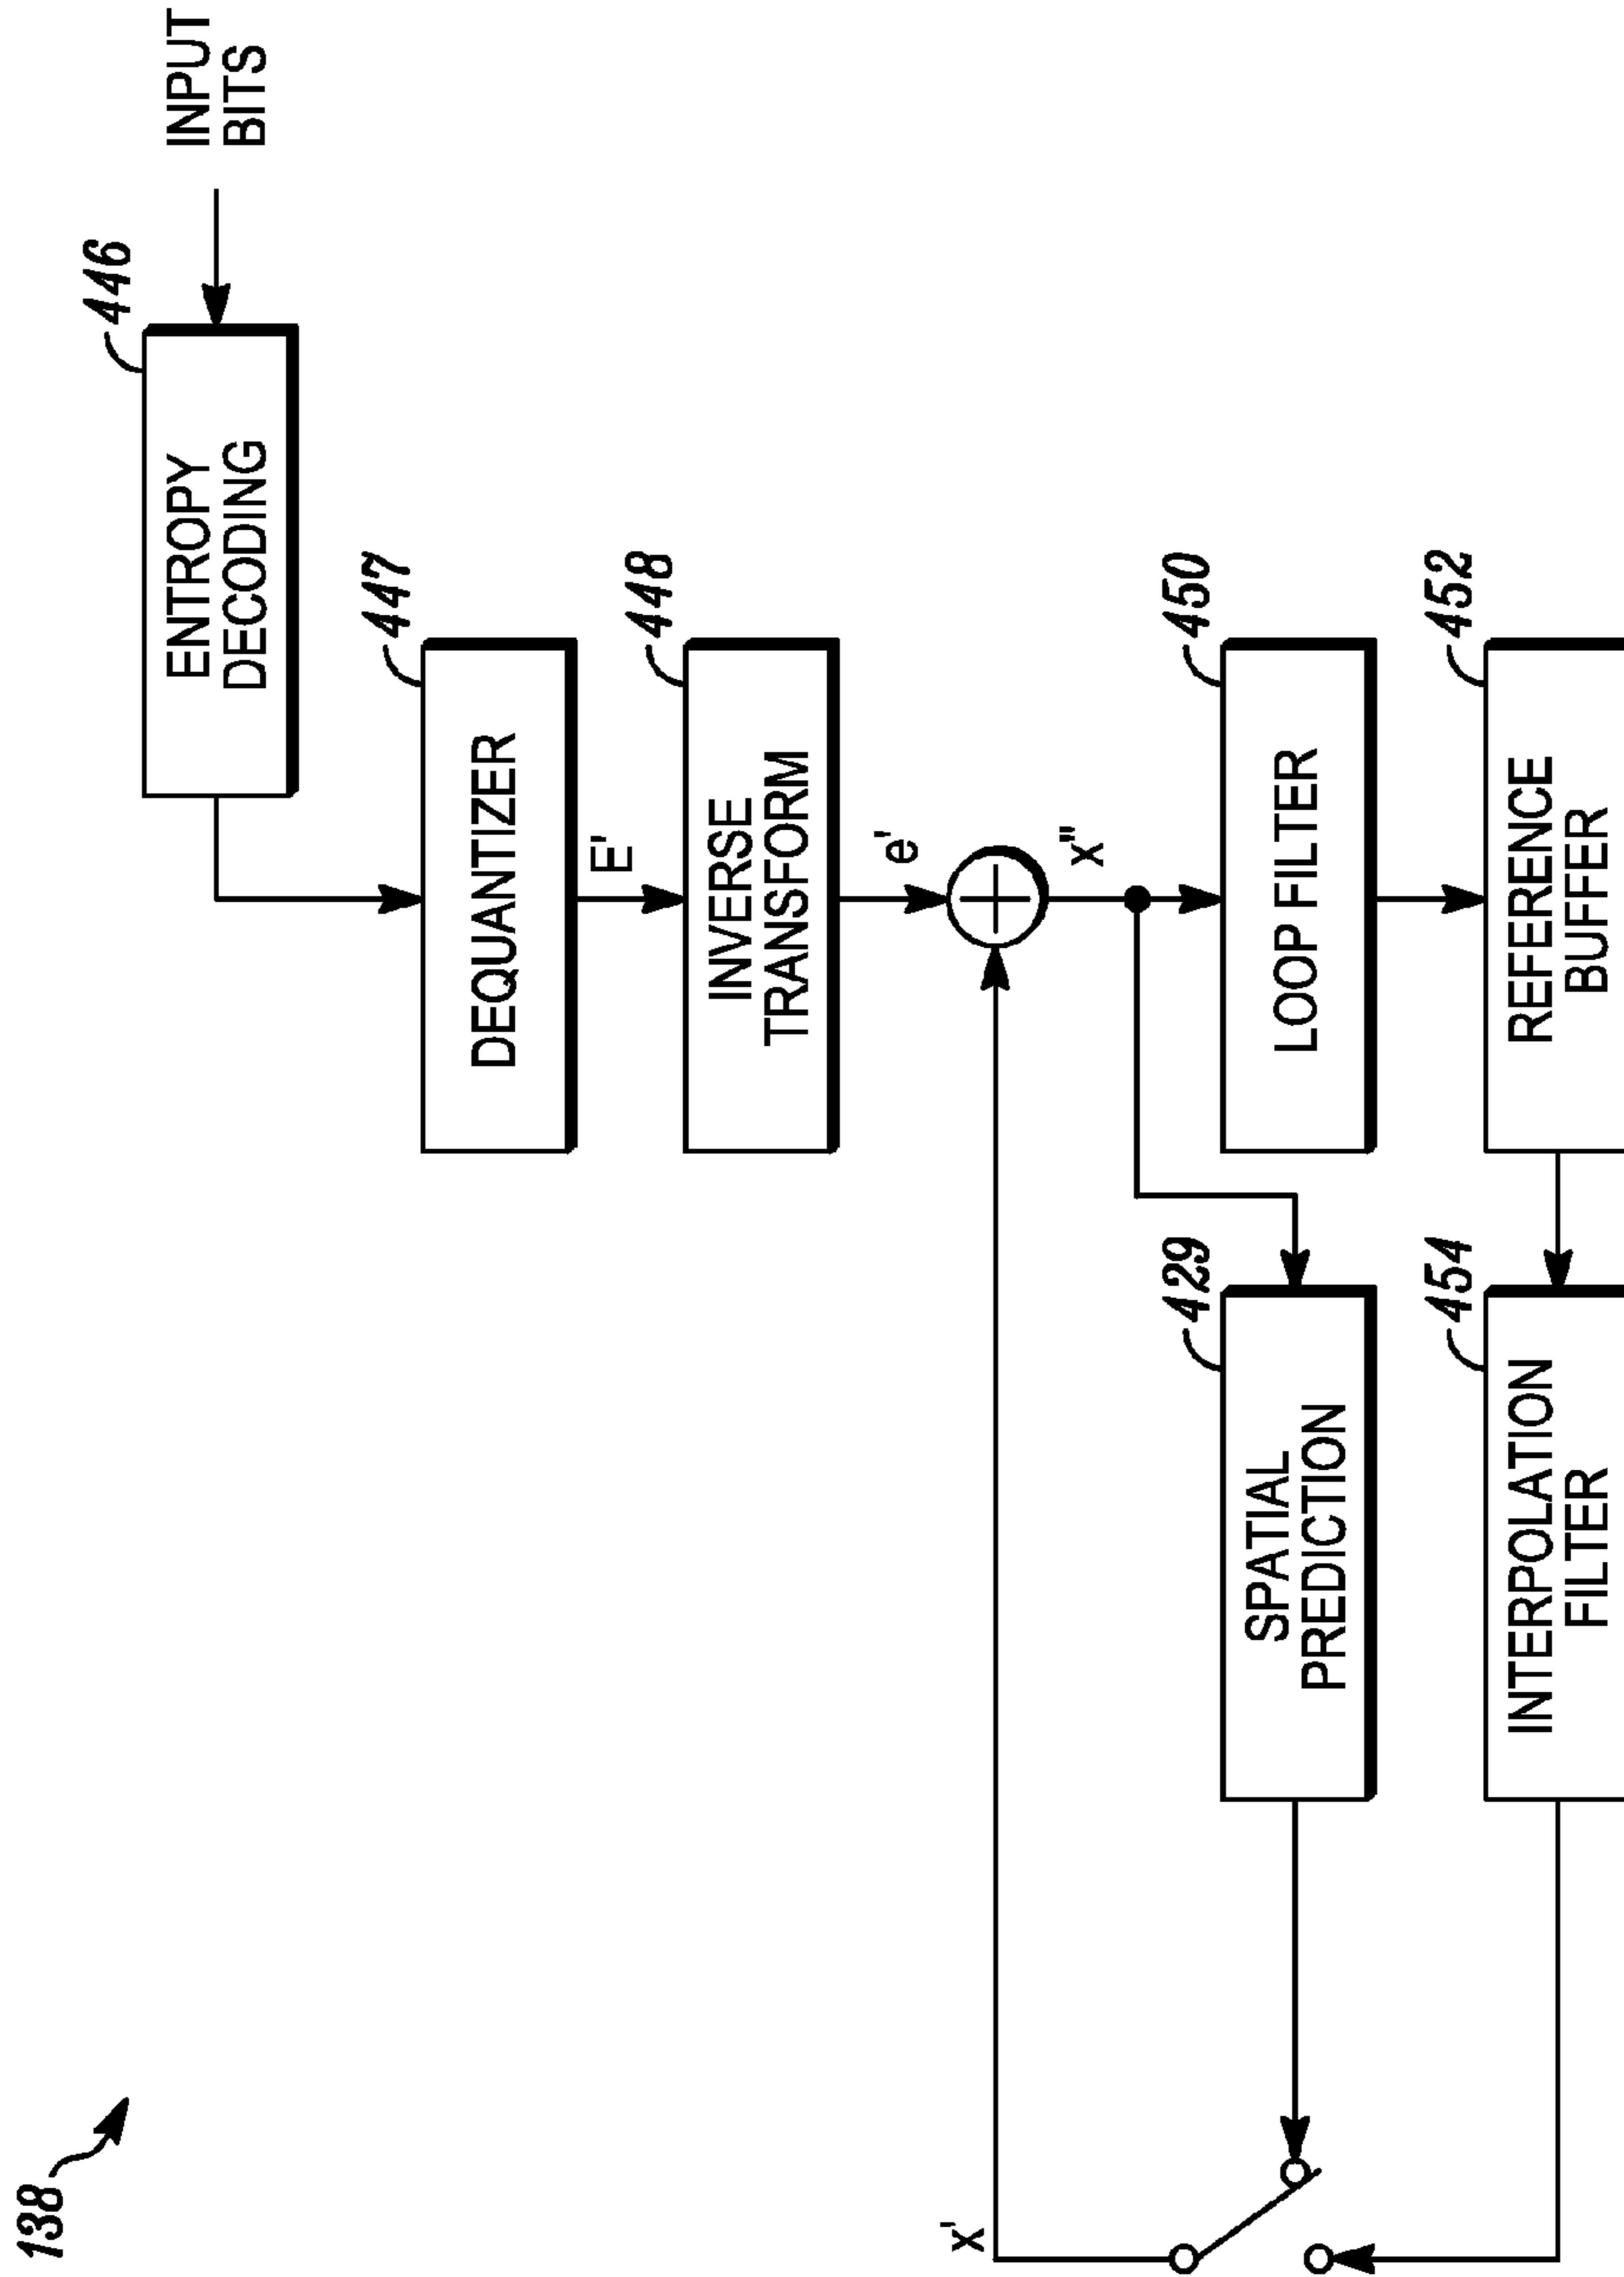 138
INPUT
BITS
446
ENTROPY
DECODING
447
DEQUANTIZER
E'
448
INVERSE
TRANSFORM
e'
x'
x"
450
LOOP FILTER
429
SPATIAL
PREDICTION
452
REFERENCE
BUFFER
454
INTERPOLATION
FILTER